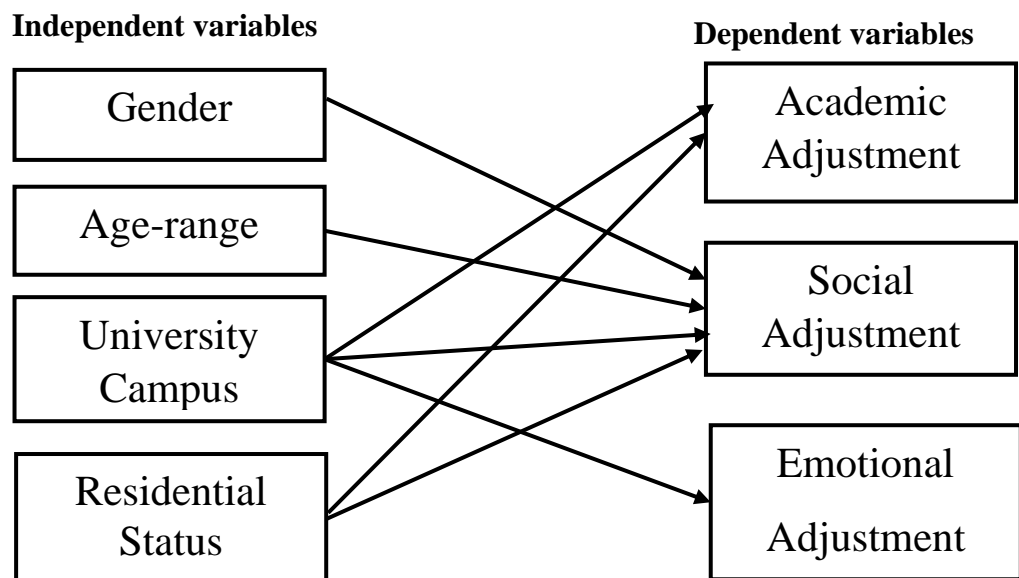 Independent variables
Gender
Age-range
University
Campus
Residential
Status
Dependent variables
Academic
Adjustment
Social
Adjustment
Emotional
Adjustment